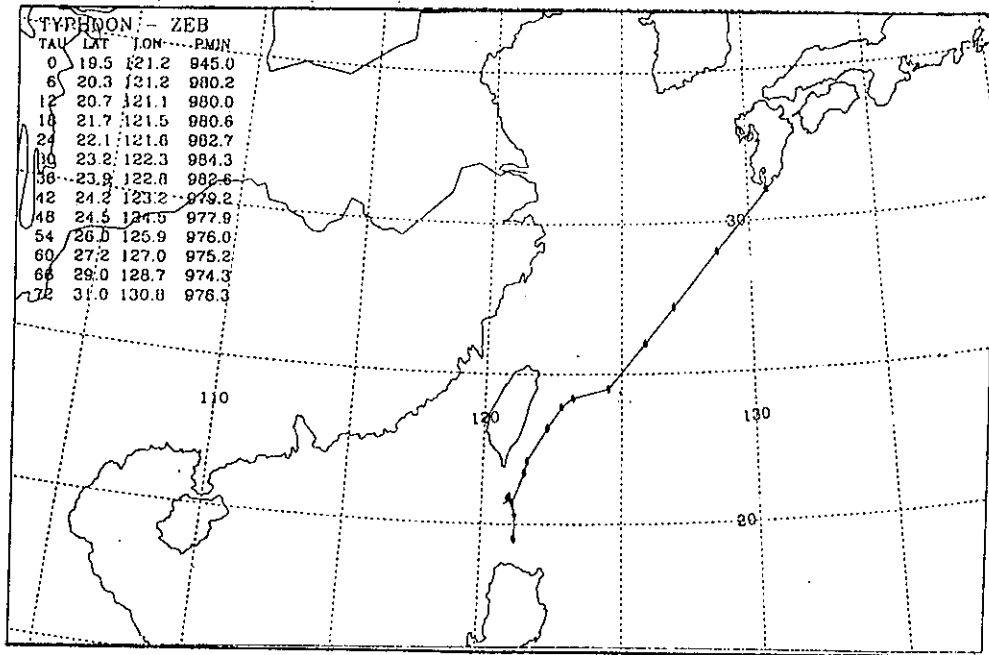 TYPHOON - ZEB
TAU LAT LON PMIN
0 19.5 121.2 945.0
6 20.3 121.2 980.2
12 20.7 121.1 980.0
18 21.7 121.5 980.6
24 22.1 121.6 982.7
30 23.2 122.3 984.3
36 23.9 122.8 982.6
42 24.2 123.2 979.2
48 24.5 124.5 977.9
54 26.0 125.9 976.0
60 27.2 127.0 975.2
66 29.0 128.7 974.3
72 31.0 130.8 976.3
30
110
120
130
20